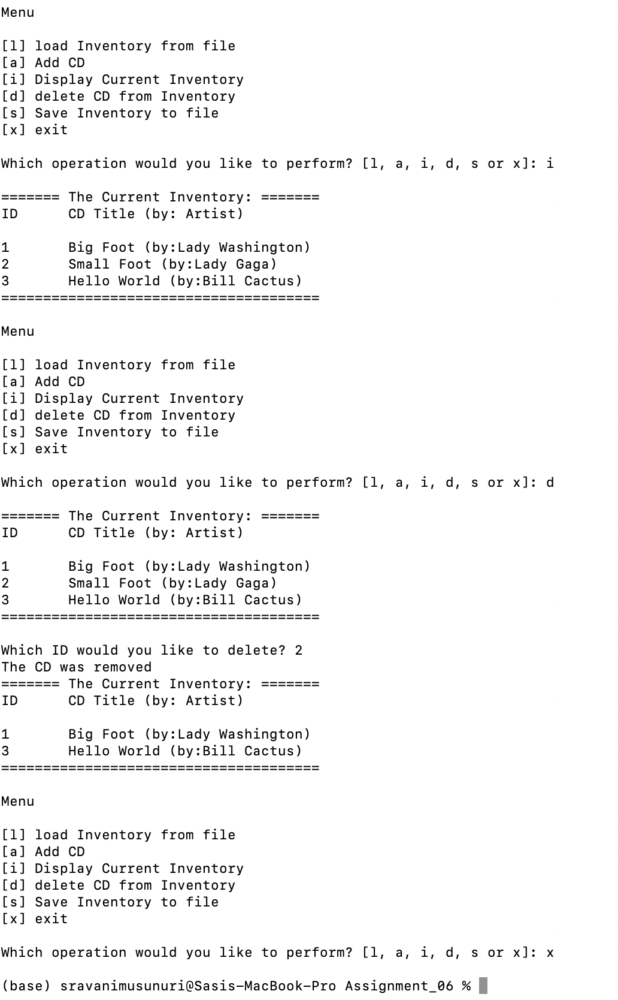 Menu

[l] load Inventory from file
[a] Add CD
[i] Display Current Inventory
[d] delete CD from Inventory
[s] Save Inventory to file
[x] exit

Which operation would you like to perform? [l, a, i, d, s or x]: i

======= The Current Inventory: =======
ID      CD Title (by: Artist)

1       Big Foot (by:Lady Washington)
2       Small Foot (by:Lady Gaga)
3       Hello World (by:Bill Cactus)
======================================

Menu

[l] load Inventory from file
[a] Add CD
[i] Display Current Inventory
[d] delete CD from Inventory
[s] Save Inventory to file
[x] exit

Which operation would you like to perform? [l, a, i, d, s or x]: d

======= The Current Inventory: =======
ID      CD Title (by: Artist)

1       Big Foot (by:Lady Washington)
2       Small Foot (by:Lady Gaga)
3       Hello World (by:Bill Cactus)
======================================

Which ID would you like to delete? 2
The CD was removed
======= The Current Inventory: =======
ID      CD Title (by: Artist)

1       Big Foot (by:Lady Washington)
3       Hello World (by:Bill Cactus)
======================================

Menu

[l] load Inventory from file
[a] Add CD
[i] Display Current Inventory
[d] delete CD from Inventory
[s] Save Inventory to file
[x] exit

Which operation would you like to perform? [l, a, i, d, s or x]: x

(base) sravanimusunuri@Sasis-MacBook-Pro Assignment_06 %